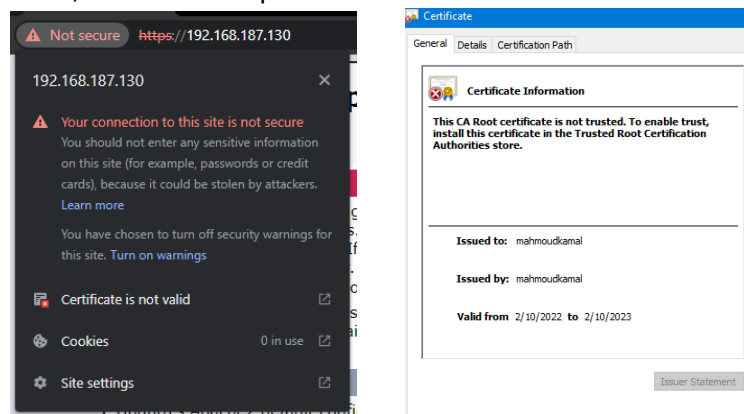 Not secure https://192.168.187.130
192.168.187.130
Your connection to this site is not secure
You should not enter any sensitive information
on this site (for example, passwords or credit
cards), because it could be stolen by attackers.
Learn more
You have chosen to turn off security warnings for
this site. Turn on warnings
Certificate is not valid
Cookies 0 in use
Site settings
Certificate
General Details Certification Path
Certificate Information
This CA Root certificate is not trusted. To enable trust,
install this certificate in the Trusted Root Certification
Authorities store.
Issued to: mahmoudkamal
Issued by: mahmoudkamal
Valid from 2/10/2022 to 2/10/2023
Issuer Statement